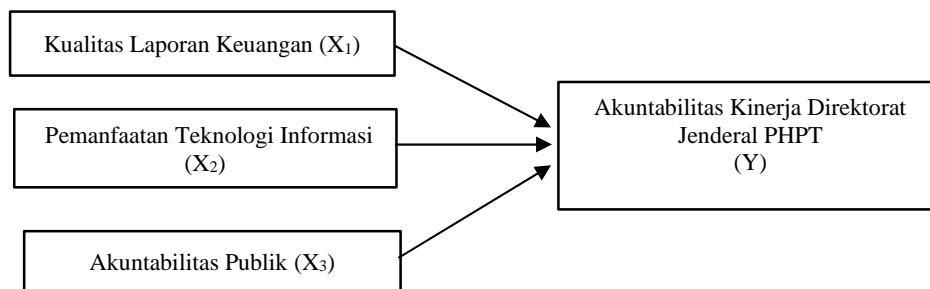 Kualitas Laporan Keuangan (X₁)
Pemanfaatan Teknologi Informasi
(X₂)
Akuntabilitas Publik (X₃)
Akuntabilitas Kinerja Direktorat
Jenderal PHPT
(Y)